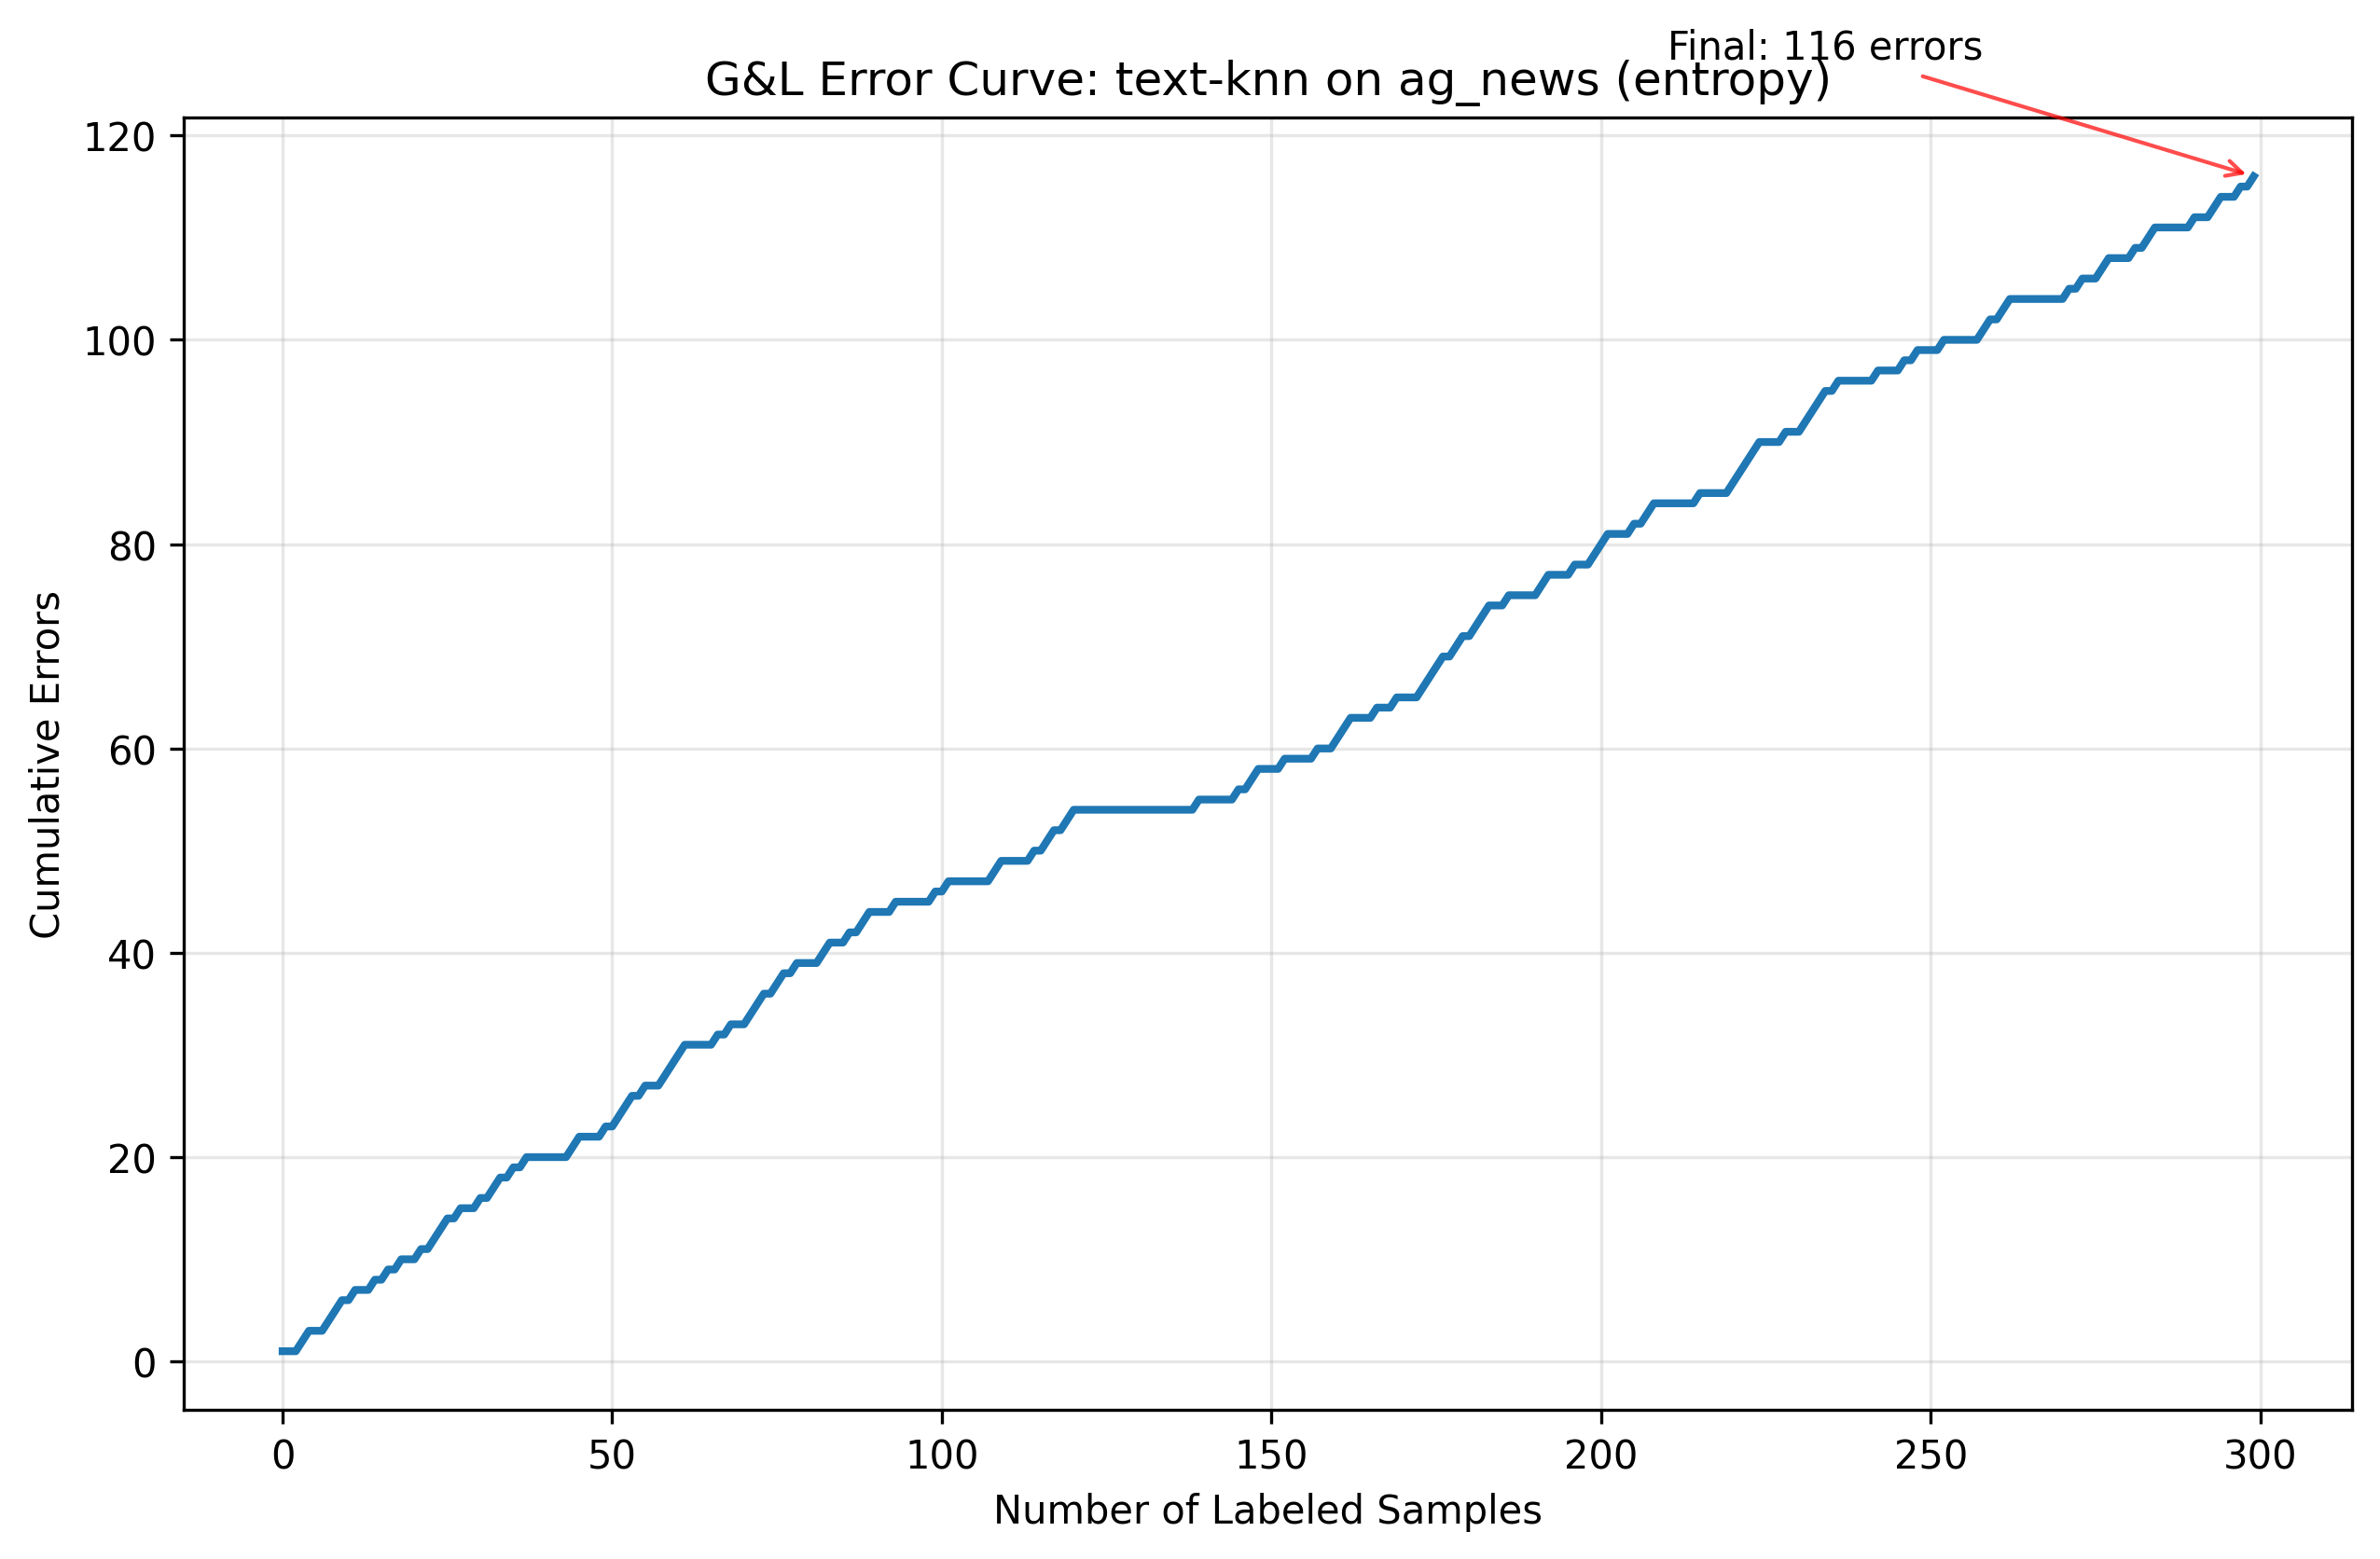 Final: 116 errors
G&L Error Curve: text-knn on ag_news (entropy)
120
100
80
60
40
20
0
Cumulative Errors
0 50 100 150 200 250 300
Number of Labeled Samples